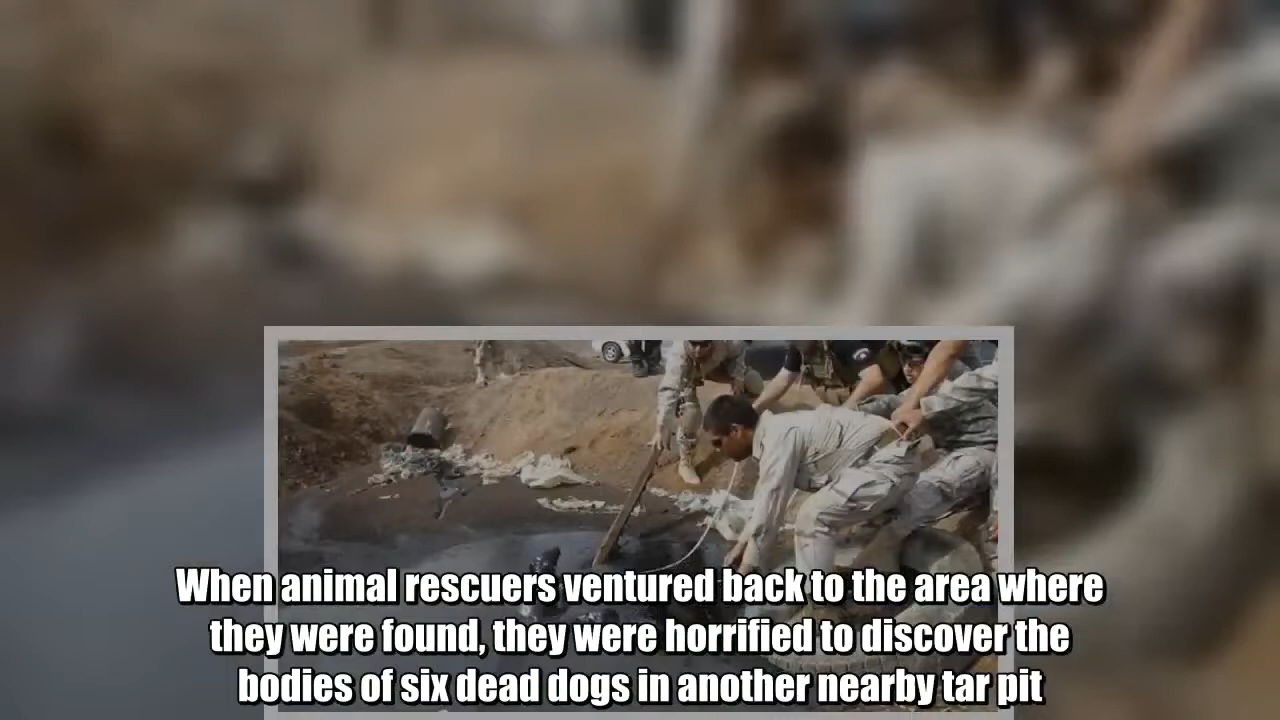 When animal rescuers ventured back to the area where
they were found, they were horrified to discover the
bodies of six dead dogs in another nearby tar pit